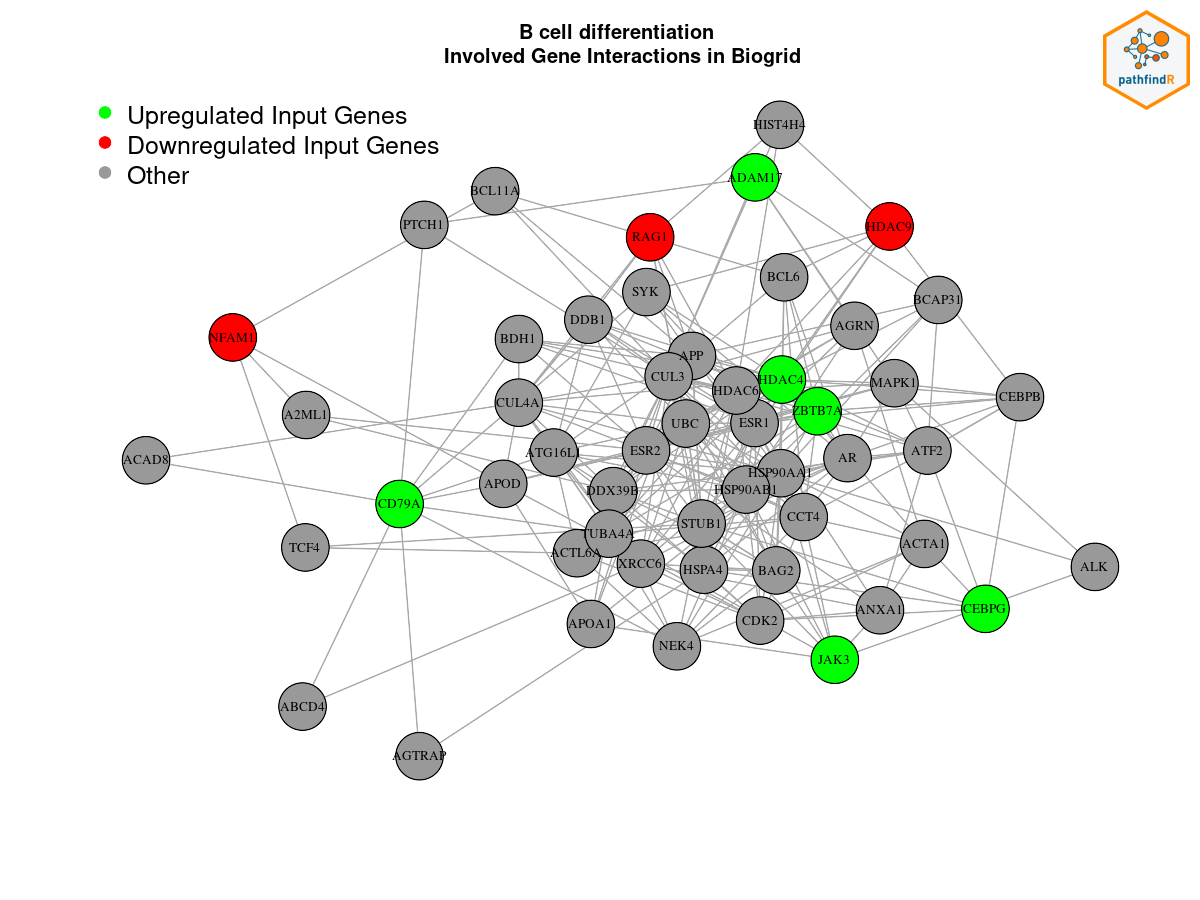 B cell differentiation
Involved Gene Interactions in Biogrid
pathfindR
Upregulated Input Genes
Downregulated Input Genes
Other
HIST4H4
ADAM17
BCL11A
PTCH1
HDAC9
RAG1
BCL6
SYK
BCAP31
DDB1
AGRN
NFAM1
BDH1
APP
CUL3
HDAC4
MAPK1
HDAC6
CEBPB
CUL4A
ZBTB7A
A2ML1
UBC
ESR1
ATG16L1
ESR2
ATF2
AR
ACAD8
HSP90AA1
APOD
DDX39B
HSP90AB1
CD79A
CCT4
STUB1
TUBA4A
ACTA1
TCF4
ACTL6A
XRCC6
HSPA4
BAG2
ALK
CEBPG
ANXA1
CDK2
APOA1
NEK4
JAK3
ABCD4
AGTRAP